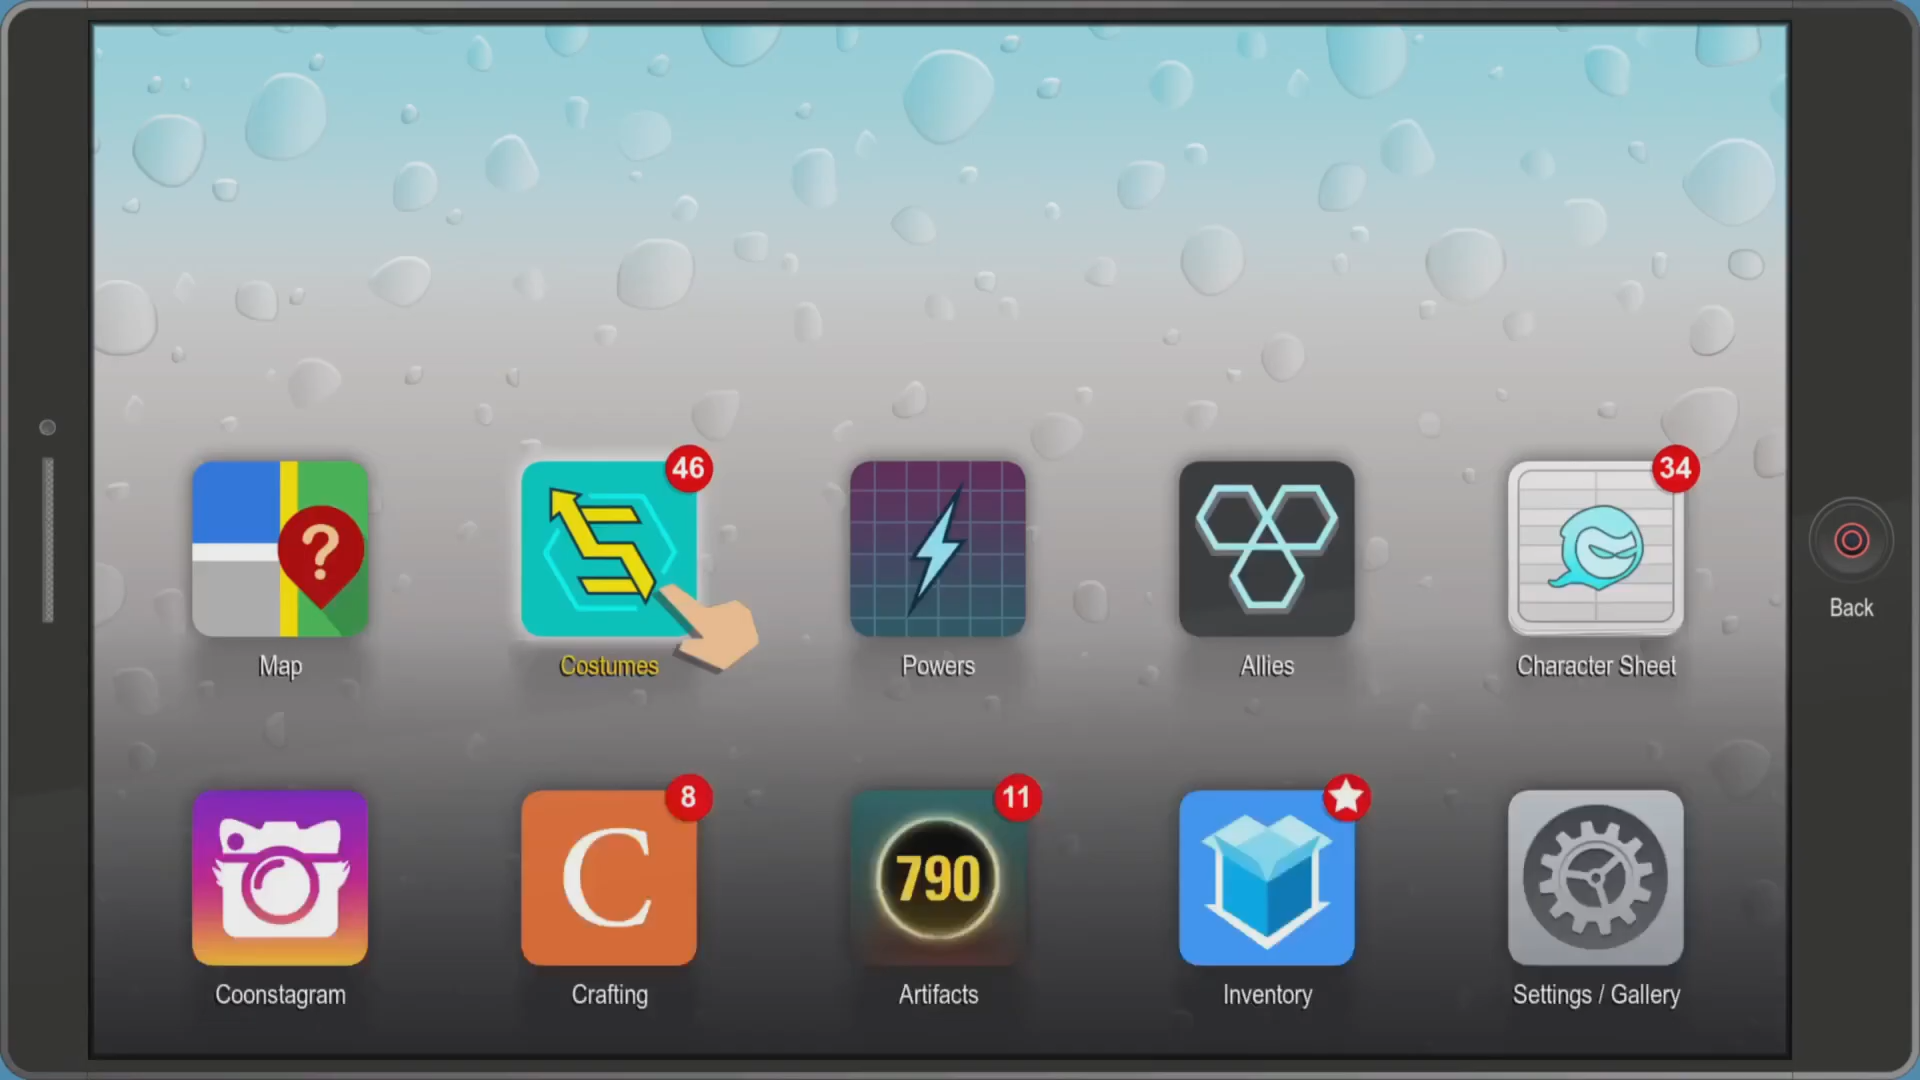 46
34
?
Map
Costumes
Powers
Allies
Character Sheet
Back
8
11
C
790
Coonstagram
Crafting
Artifacts
Inventory
Settings / Gallery